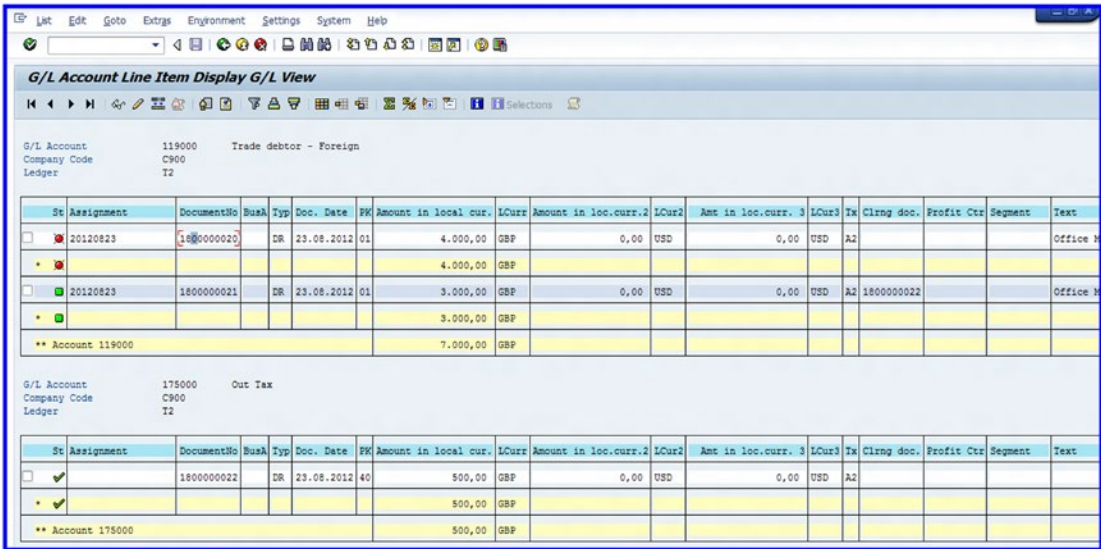 List Edit Goto Extras Environment Settings System Help
G/L Account Line Item Display G/L View
Selections
G/L Account 119000 Trade debtor - Foreign
Company Code C900
Ledger T2
St Assignment DocumentNo BusA Typ Doc. Date PK Amount in local cur. LCurr Amount in loc.curr.2 LCur2 Amt in loc.curr. 3 LCur3 Tx Clrng doc. Profit Ctr Segment Text
20120823 1800000020 DR 23.08.2012 01 4.000,00 GBP 0,00 USD 0,00 USD A2 Office M
* 4.000,00 GBP
20120823 1800000021 DR 23.08.2012 01 3.000,00 GBP 0,00 USD 0,00 USD A2 1800000022 Office M
* 3.000,00 GBP
** Account 119000 7.000,00 GBP
G/L Account 175000 Out Tax
Company Code C900
Ledger T2
St Assignment DocumentNo BusA Typ Doc. Date PK Amount in local cur. LCurr Amount in loc.curr.2 LCur2 Amt in loc.curr. 3 LCur3 Tx Clrng doc. Profit Ctr Segment Text
1800000022 DR 23.08.2012 40 500,00 GBP 0,00 USD 0,00 USD A2
* 500,00 GBP
** Account 175000 500,00 GBP